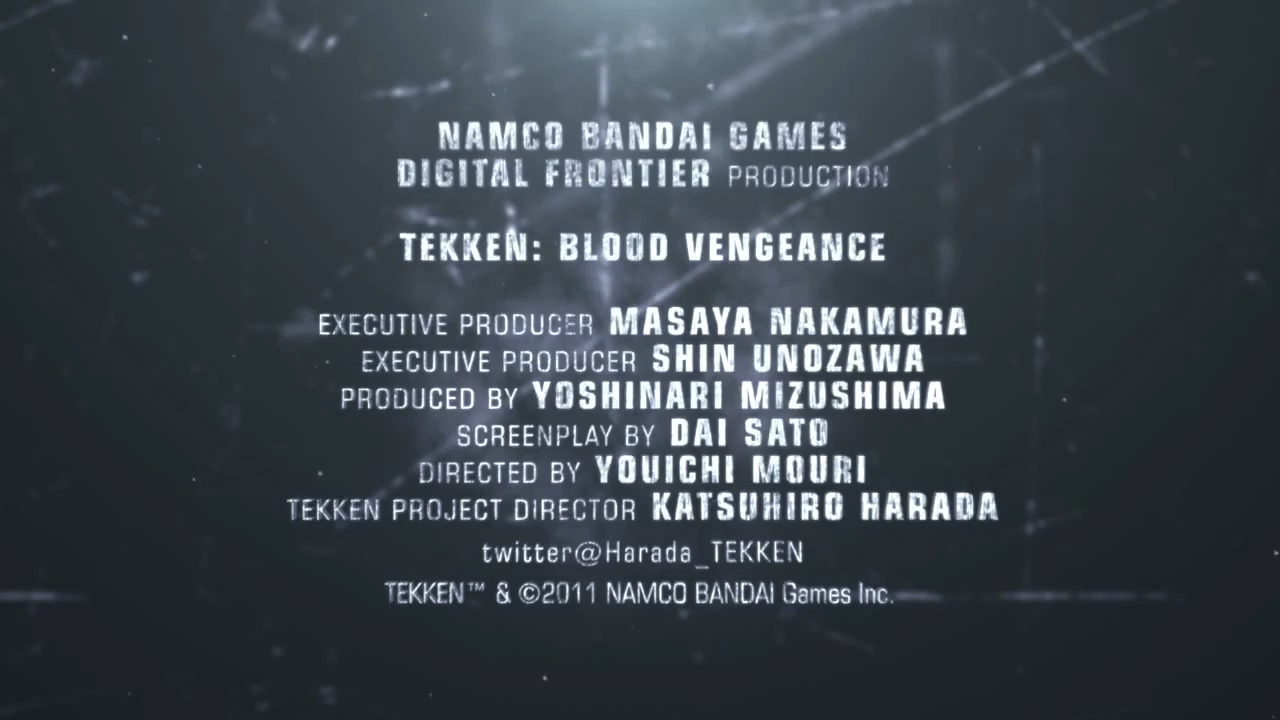 NAMCO BANDAI GAMES
DIGITAL FRONTIER PRODUCTION
TEKKEN: BLOOD VENGEANCE
EXECUTIVE PRODUCER MASAYA NAKAMURA
EXECUTIVE PRODUCER SHIN UNOZAWA
PRODUCED BY YOSHINARI MIZUSHIMA
SCREENPLAY BY DAI SATO
DIRECTED BY YOUICHI MOURI
TEKKEN PROJECT DIRECTOR KATSUHIRO HARADA
twitter@Harada_TEKKEN
TEKKEN™ & ©2011 NAMCO BANDAI Games Inc.